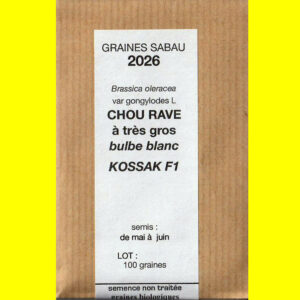 GRAINES SABAU
2026
Brassica oleracea
var gongylodes L
CHOU RAVE
à très gros
bulbe blanc
KOSSAK F1
semis :
de mai à juin
LOT :
100 graines
semence non traitée
graines biologiques